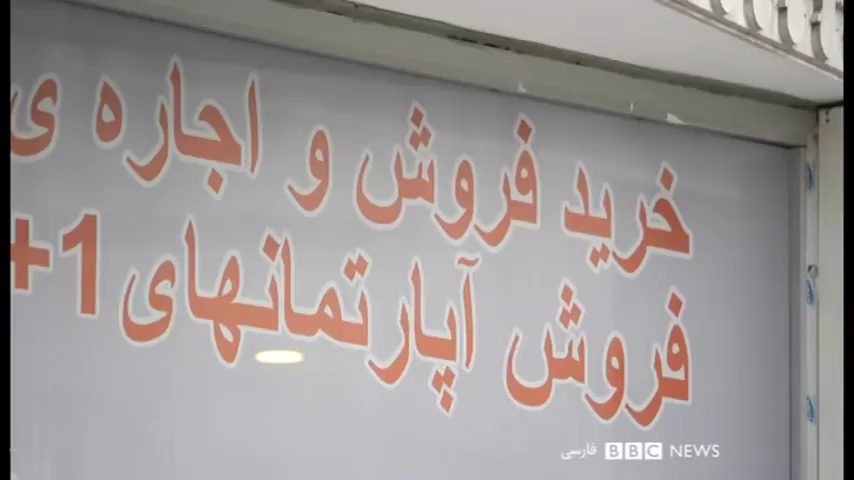 خرید فروش و اجاره ی
فروش آپارتمانهای 1+
فارسی BBC NEWS